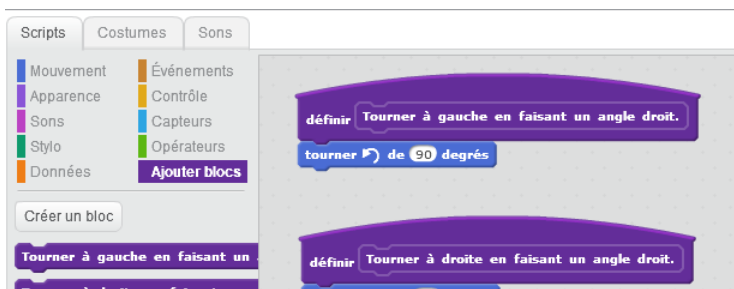 Scripts Costumes Sons
Mouvement Événements
Apparence Contrôle
Sons Capteurs
Stylo Opérateurs
Données Ajouter blocs
Créer un bloc
Tourner à gauche en faisant un
définir Tourner à gauche en faisant un angle droit.
tourner de 90 degrés
définir Tourner à droite en faisant un angle droit.